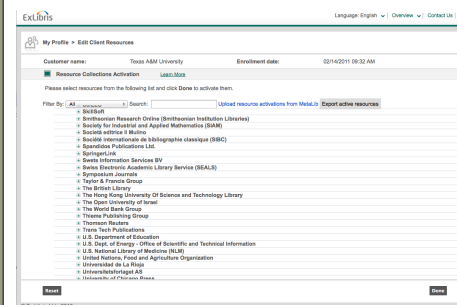 ExLibris
Language: English Overview Contact Us
My Profile > Edit Client Resources
Customer name: Texas A&M University Enrollment date: 02/14/2011 09:32 AM
Resource Collections Activation Learn More
Please select resources from the following list and click Done to activate them.
Filter By: All Search: Upload resource activations from MetaLib Export active resources
SkillSoft
Smithsonian Research Online (Smithsonian Institution Libraries)
Society for Industrial and Applied Mathematics (SIAM)
Società editrice il Mulino
Société internationale de bibliographie classique (SIBC)
Spandidos Publications Ltd.
SpringerLink
Swets Information Services BV
Swiss Electronic Academic Library Service (SEALS)
Symposium Journals
Taylor & Francis Group
The British Library
The Hong Kong University Of Science and Technology Library
The Open University of Israel
The World Bank Group
Thieme Publishing Group
Thomson Reuters
Trans Tech Publications
U.S. Department of Education
U.S. Dept. of Energy - Office of Scientific and Technical Information
U.S. National Library of Medicine (NLM)
United Nations, Food and Agriculture Organization
Universidad de La Rioja
Universitetsforlaget AS
University of Chicago Press
Reset Done